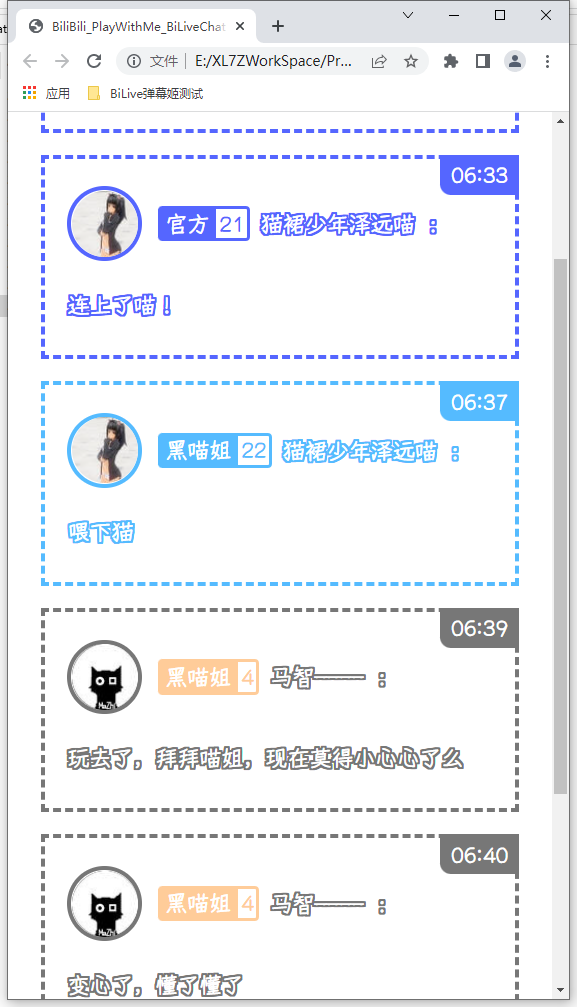 BiliBili_PlayWithMe_BiLiveChat
文件
E:/XL7ZWorkSpace/Pr...
应用
BiLive弹幕姬测试
06:33
官方 21 猫裙少年泽远喵 :
连上了喵!
06:37
黑喵姐 22 猫裙少年泽远喵 :
喂下猫
06:39
MaZhi
黑喵姐 4 马智—— :
玩去了,拜拜喵姐,现在莫得小心心了么
06:40
MaZhi
黑喵姐 4 马智—— :
变心了,懂了懂了